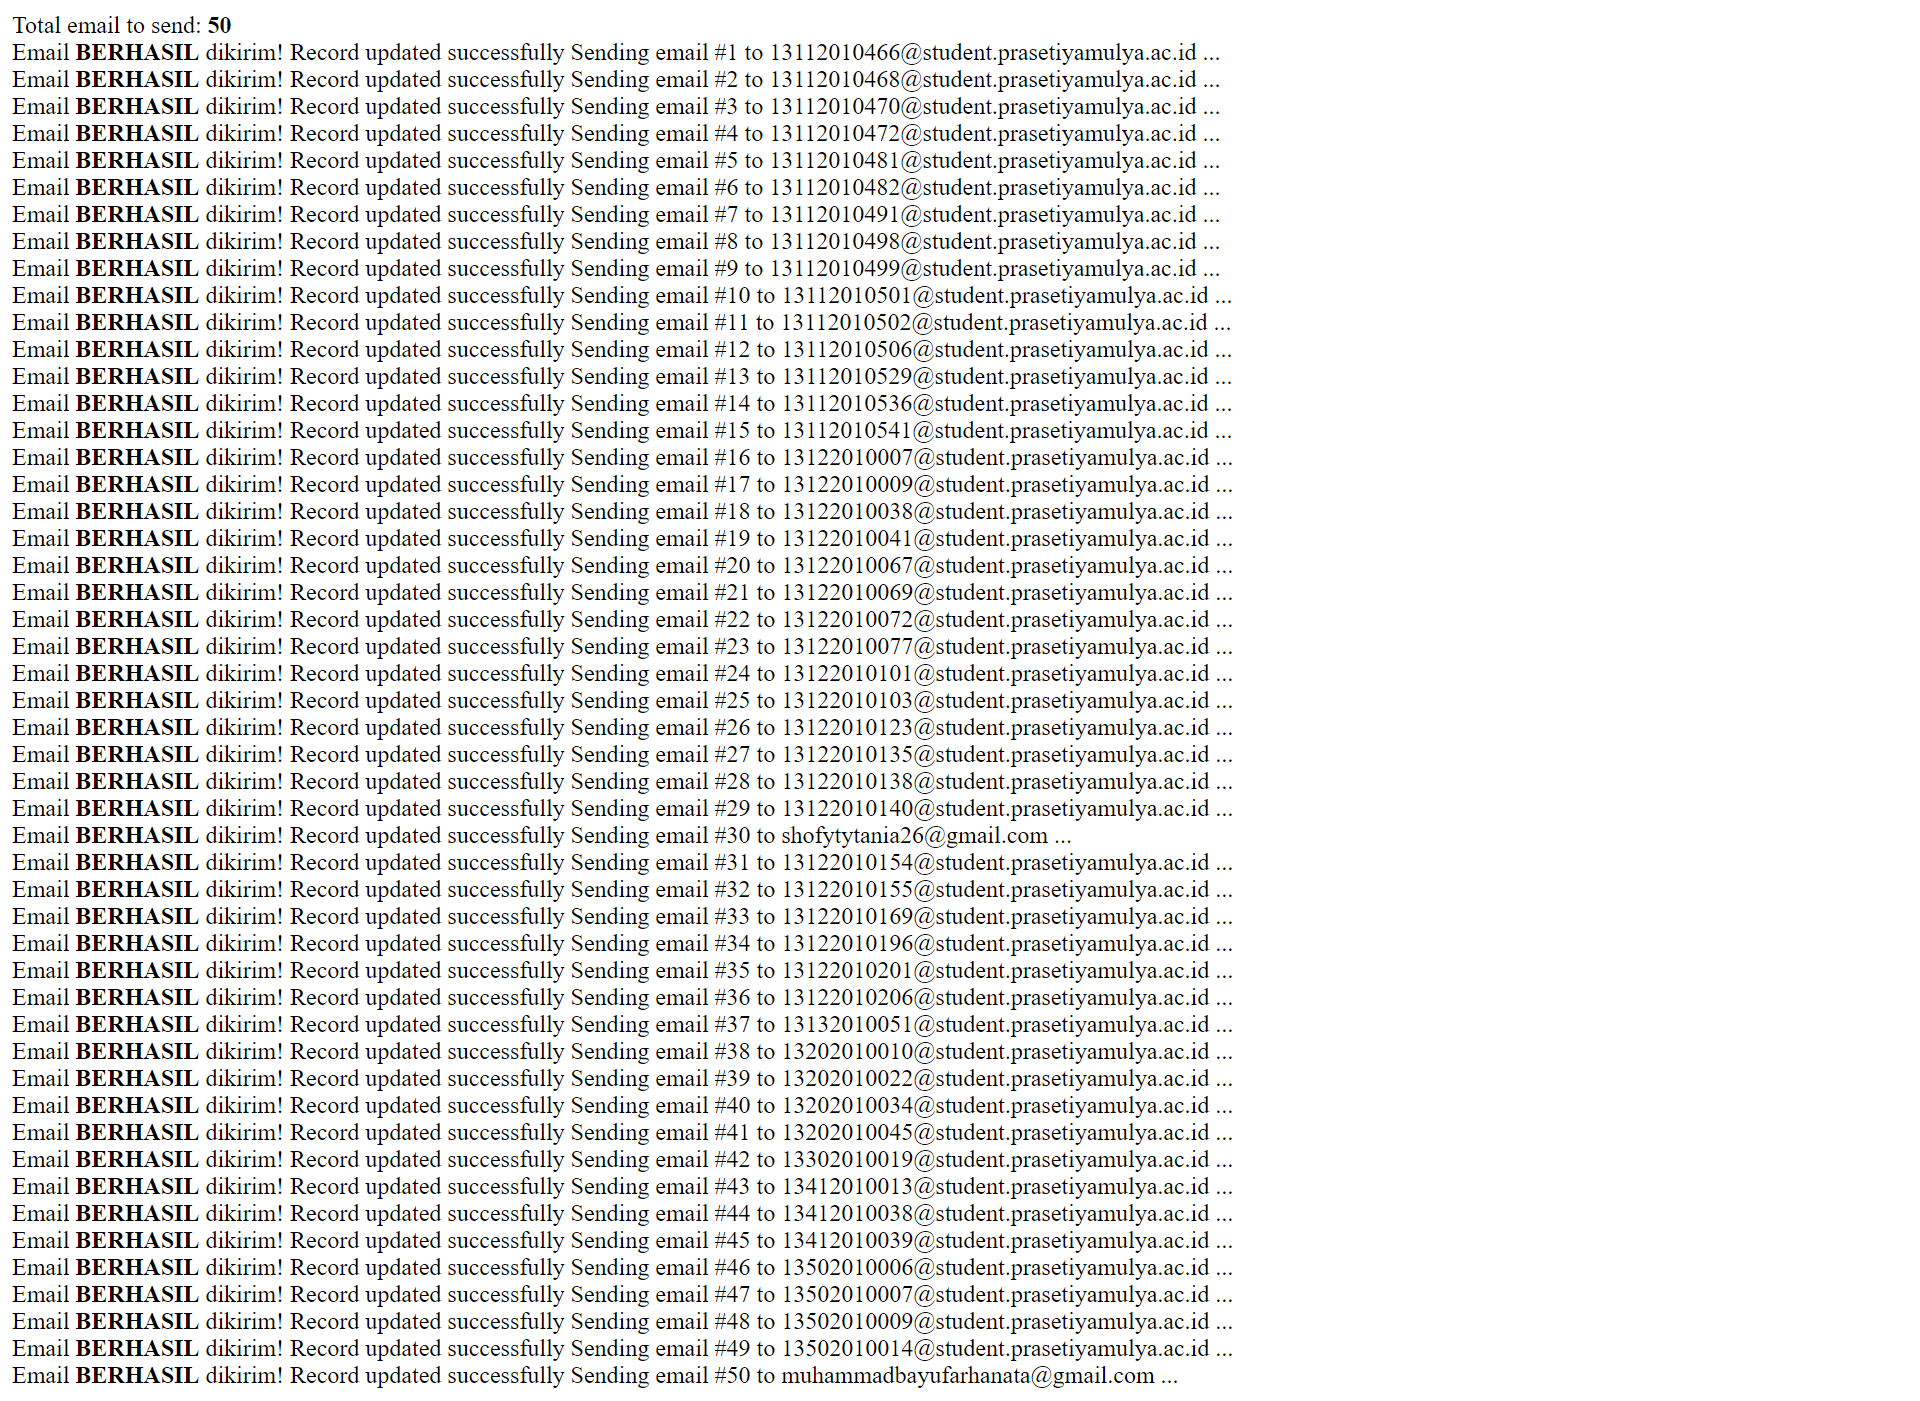 Total email to send: 50
Email BERHASIL dikirim! Record updated successfully Sending email #1 to 13112010466@student.prasetiyamulya.ac.id ...
Email BERHASIL dikirim! Record updated successfully Sending email #2 to 13112010468@student.prasetiyamulya.ac.id ...
Email BERHASIL dikirim! Record updated successfully Sending email #3 to 13112010470@student.prasetiyamulya.ac.id ...
Email BERHASIL dikirim! Record updated successfully Sending email #4 to 13112010472@student.prasetiyamulya.ac.id ...
Email BERHASIL dikirim! Record updated successfully Sending email #5 to 13112010481@student.prasetiyamulya.ac.id ...
Email BERHASIL dikirim! Record updated successfully Sending email #6 to 13112010482@student.prasetiyamulya.ac.id ...
Email BERHASIL dikirim! Record updated successfully Sending email #7 to 13112010491@student.prasetiyamulya.ac.id ...
Email BERHASIL dikirim! Record updated successfully Sending email #8 to 13112010498@student.prasetiyamulya.ac.id ...
Email BERHASIL dikirim! Record updated successfully Sending email #9 to 13112010499@student.prasetiyamulya.ac.id ...
Email BERHASIL dikirim! Record updated successfully Sending email #10 to 13112010501@student.prasetiyamulya.ac.id ...
Email BERHASIL dikirim! Record updated successfully Sending email #11 to 13112010502@student.prasetiyamulya.ac.id ...
Email BERHASIL dikirim! Record updated successfully Sending email #12 to 13112010506@student.prasetiyamulya.ac.id ...
Email BERHASIL dikirim! Record updated successfully Sending email #13 to 13112010529@student.prasetiyamulya.ac.id ...
Email BERHASIL dikirim! Record updated successfully Sending email #14 to 13112010536@student.prasetiyamulya.ac.id ...
Email BERHASIL dikirim! Record updated successfully Sending email #15 to 13112010541@student.prasetiyamulya.ac.id ...
Email BERHASIL dikirim! Record updated successfully Sending email #16 to 13122010007@student.prasetiyamulya.ac.id ...
Email BERHASIL dikirim! Record updated successfully Sending email #17 to 13122010009@student.prasetiyamulya.ac.id ...
Email BERHASIL dikirim! Record updated successfully Sending email #18 to 13122010038@student.prasetiyamulya.ac.id ...
Email BERHASIL dikirim! Record updated successfully Sending email #19 to 13122010041@student.prasetiyamulya.ac.id ...
Email BERHASIL dikirim! Record updated successfully Sending email #20 to 13122010067@student.prasetiyamulya.ac.id ...
Email BERHASIL dikirim! Record updated successfully Sending email #21 to 13122010069@student.prasetiyamulya.ac.id ...
Email BERHASIL dikirim! Record updated successfully Sending email #22 to 13122010072@student.prasetiyamulya.ac.id ...
Email BERHASIL dikirim! Record updated successfully Sending email #23 to 13122010077@student.prasetiyamulya.ac.id ...
Email BERHASIL dikirim! Record updated successfully Sending email #24 to 13122010101@student.prasetiyamulya.ac.id ...
Email BERHASIL dikirim! Record updated successfully Sending email #25 to 13122010103@student.prasetiyamulya.ac.id ...
Email BERHASIL dikirim! Record updated successfully Sending email #26 to 13122010123@student.prasetiyamulya.ac.id ...
Email BERHASIL dikirim! Record updated successfully Sending email #27 to 13122010135@student.prasetiyamulya.ac.id ...
Email BERHASIL dikirim! Record updated successfully Sending email #28 to 13122010138@student.prasetiyamulya.ac.id ...
Email BERHASIL dikirim! Record updated successfully Sending email #29 to 13122010140@student.prasetiyamulya.ac.id ...
Email BERHASIL dikirim! Record updated successfully Sending email #30 to shofytytania26@gmail.com ...
Email BERHASIL dikirim! Record updated successfully Sending email #31 to 13122010154@student.prasetiyamulya.ac.id ...
Email BERHASIL dikirim! Record updated successfully Sending email #32 to 13122010155@student.prasetiyamulya.ac.id ...
Email BERHASIL dikirim! Record updated successfully Sending email #33 to 13122010169@student.prasetiyamulya.ac.id ...
Email BERHASIL dikirim! Record updated successfully Sending email #34 to 13122010196@student.prasetiyamulya.ac.id ...
Email BERHASIL dikirim! Record updated successfully Sending email #35 to 13122010201@student.prasetiyamulya.ac.id ...
Email BERHASIL dikirim! Record updated successfully Sending email #36 to 13122010206@student.prasetiyamulya.ac.id ...
Email BERHASIL dikirim! Record updated successfully Sending email #37 to 13132010051@student.prasetiyamulya.ac.id ...
Email BERHASIL dikirim! Record updated successfully Sending email #38 to 13202010010@student.prasetiyamulya.ac.id ...
Email BERHASIL dikirim! Record updated successfully Sending email #39 to 13202010022@student.prasetiyamulya.ac.id ...
Email BERHASIL dikirim! Record updated successfully Sending email #40 to 13202010034@student.prasetiyamulya.ac.id ...
Email BERHASIL dikirim! Record updated successfully Sending email #41 to 13202010045@student.prasetiyamulya.ac.id ...
Email BERHASIL dikirim! Record updated successfully Sending email #42 to 13302010019@student.prasetiyamulya.ac.id ...
Email BERHASIL dikirim! Record updated successfully Sending email #43 to 13412010013@student.prasetiyamulya.ac.id ...
Email BERHASIL dikirim! Record updated successfully Sending email #44 to 13412010038@student.prasetiyamulya.ac.id ...
Email BERHASIL dikirim! Record updated successfully Sending email #45 to 13412010039@student.prasetiyamulya.ac.id ...
Email BERHASIL dikirim! Record updated successfully Sending email #46 to 13502010006@student.prasetiyamulya.ac.id ...
Email BERHASIL dikirim! Record updated successfully Sending email #47 to 13502010007@student.prasetiyamulya.ac.id ...
Email BERHASIL dikirim! Record updated successfully Sending email #48 to 13502010009@student.prasetiyamulya.ac.id ...
Email BERHASIL dikirim! Record updated successfully Sending email #49 to 13502010014@student.prasetiyamulya.ac.id ...
Email BERHASIL dikirim! Record updated successfully Sending email #50 to muhammadbayufarhanata@gmail.com ...